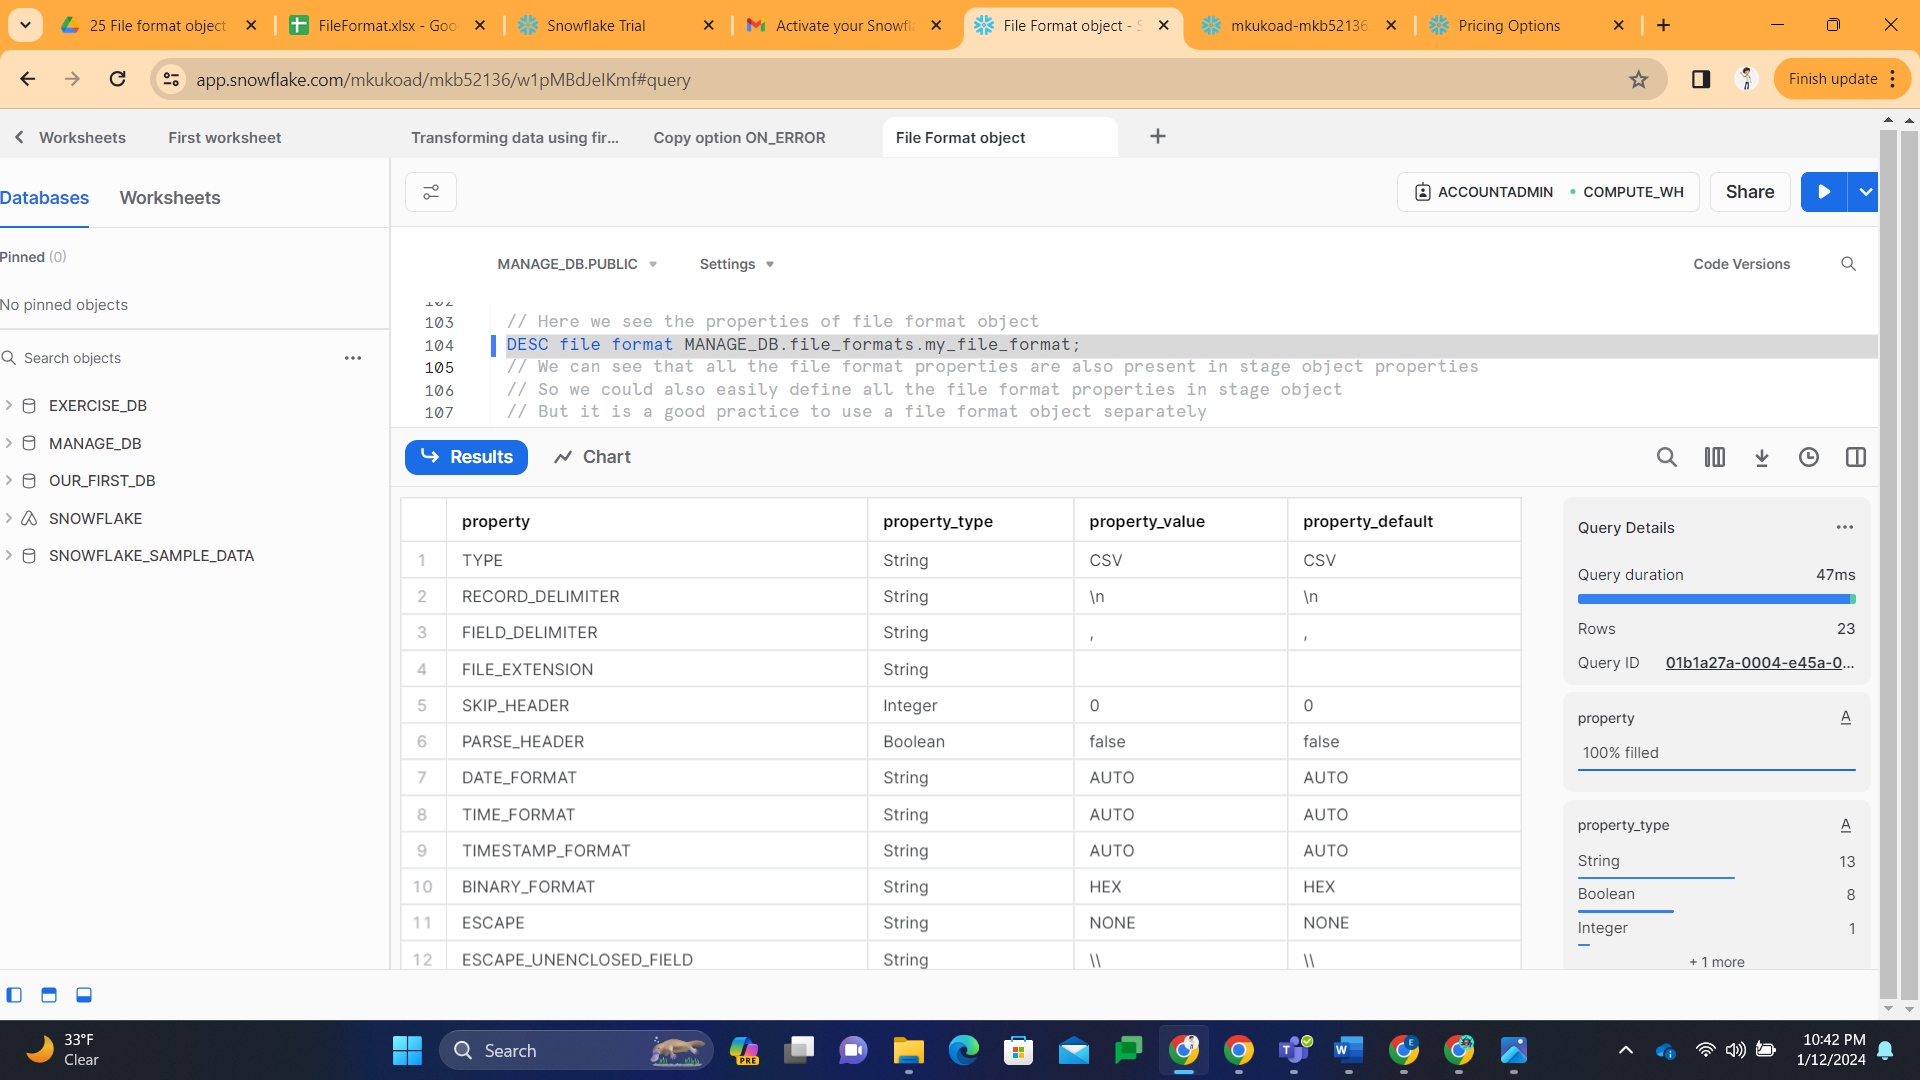 25 File format object
FileFormat.xlsx - Goo
Snowflake Trial
Activate your Snowfl
File Format object - S
mkukoad-mkb52136
Pricing Options
app.snowflake.com/mkukoad/mkb52136/w1pMBdJeIKmf#query
Finish update
Worksheets
First worksheet
Transforming data using fir...
Copy option ON_ERROR
File Format object
Databases
Worksheets
ACCOUNTADMIN
COMPUTE_WH
Share
Pinned (0)
No pinned objects
MANAGE_DB.PUBLIC
Settings
Code Versions
Search objects
EXERCISE_DB
MANAGE_DB
OUR_FIRST_DB
SNOWFLAKE
SNOWFLAKE_SAMPLE_DATA
102
103 // Here we see the properties of file format object
104 DESC file format MANAGE_DB.file_formats.my_file_format;
105 // We can see that all the file format properties are also present in stage object properties
106 // So we could also easily define all the file format properties in stage object
107 // But it is a good practice to use a file format object separately
Results
Chart
property property_type property_value property_default
1 TYPE String CSV CSV
2 RECORD_DELIMITER String \n \n
3 FIELD_DELIMITER String , ,
4 FILE_EXTENSION String
5 SKIP_HEADER Integer 0 0
6 PARSE_HEADER Boolean false false
7 DATE_FORMAT String AUTO AUTO
8 TIME_FORMAT String AUTO AUTO
9 TIMESTAMP_FORMAT String AUTO AUTO
10 BINARY_FORMAT String HEX HEX
11 ESCAPE String NONE NONE
12 ESCAPE_UNENCLOSED_FIELD String \\ \\
Query Details
Query duration 47ms
Rows 23
Query ID 01b1a27a-0004-e45a-0...
property A
100% filled
property_type A
String 13
Boolean 8
Integer 1
+ 1 more
33°F
Clear
Search
PRE
10:42 PM
1/12/2024